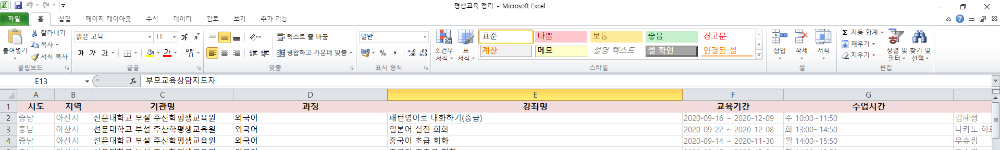 평생교육 정리 - Microsoft Excel
파일 홈 삽입 페이지 레이아웃 수식 데이터 검토 보기 추가 기능
붙여넣기 잘라내기 복사 서식 복사 클립보드
맑은 고딕 11 가 가 가 가 가 가 내천 글꼴
텍스트 줄 바꿈 병합하고 가운데 맞춤 맞춤
일반 % , 표시 형식
조건부 서식 표 서식
표준 나쁨 보통 좋음 경고문
계산 메모 설명 텍스트 셀 확인 연결된 셀
스타일
삽입 삭제 서식 셀
Σ 자동 합계 채우기 지우기 정렬 및 필터 찾기 및 선택 편집
E13 fx 부모교육상담지도자
A B C D E F G
1 시도 지역 기관명 과정 강좌명 교육기간 수업시간
2 충남 아산시 선문대학교 부설 주산학평생교육원 외국어 패턴영어로 대화하기(중급) 2020-09-16 ~ 2020-12-09 수 10:00~11:50 김혜정
3 충남 아산시 선문대학교 부설 주산학평생교육원 외국어 일본어 실전 회화 2020-09-22 ~ 2020-12-08 화 13:00~14:50 나카노 히
4 충남 아산시 선문대학교 부설 주산학평생교육원 외국어 중국어 초급 회화 2020-09-14 ~ 2020-11-30 월 14:00~15:50 우슈링